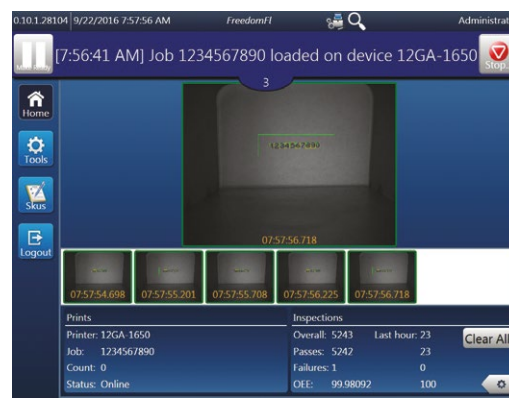 0.10.1.28104 9/22/2016 7:57:56 AM FreedomFI Administrat
[7:56:41 AM] Job 1234567890 loaded on device 12GA-1650
Stop
3
Home
Tools
Skus
Logout
1234567890
07:57:56.718
07:57:54.698 07:57:55.201 07:57:55.708 07:57:56.225 07:57:56.718
Prints
Printer: 12GA-1650
Job: 1234567890
Count: 0
Status: Online
Inspections
Overall: 5243 Last hour: 23
Passes: 5242 23
Failures: 1 0
OEE: 99.98092 100
Clear All